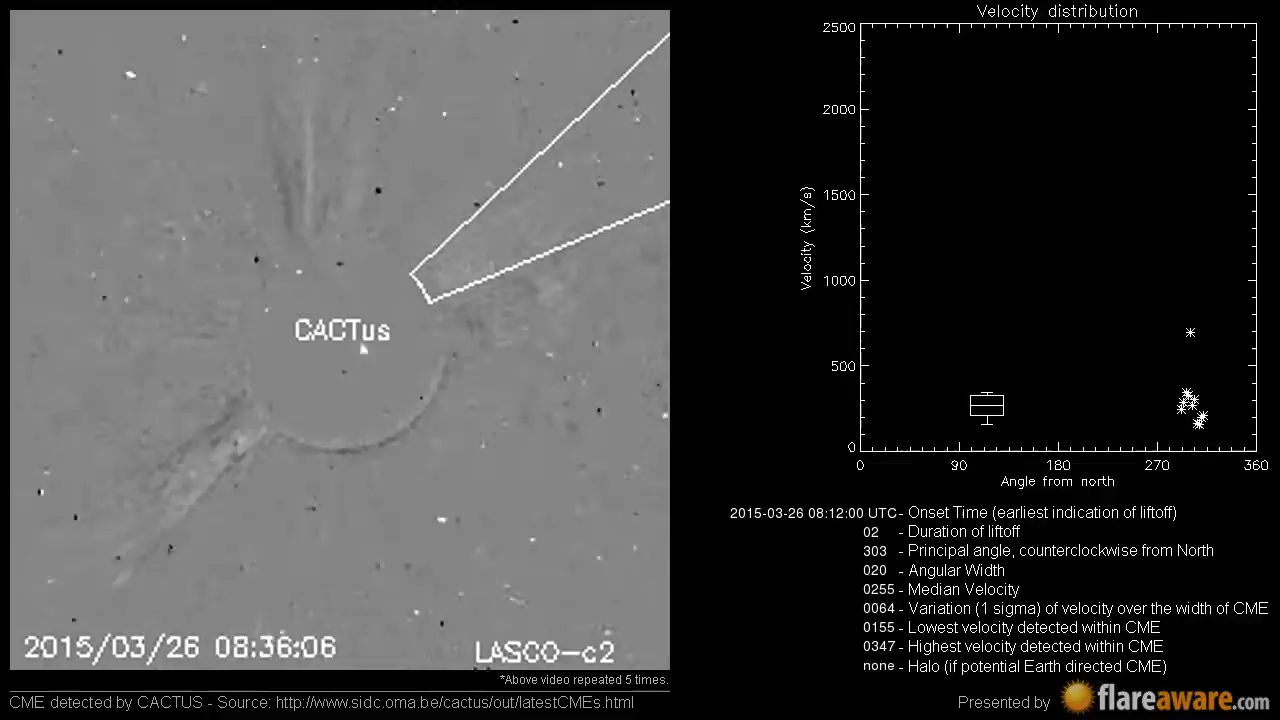 CACTus
2015/03/26 08:36:06
LASCO-c2
*Above video repeated 5 times.
CME detected by CACTUS - Source: http://www.sidc.oma.be/cactus/out/latestCMEs.html
Velocity distribution
2500
2000
1500
1000
500
0
Velocity (km/s)
0 90 180 270 360
Angle from north
2015-03-26 08:12:00 UTC - Onset Time (earliest indication of liftoff)
02 - Duration of liftoff
303 - Principal angle, counterclockwise from North
020 - Angular Width
0255 - Median Velocity
0064 - Variation (1 sigma) of velocity over the width of CME
0155 - Lowest velocity detected within CME
0347 - Highest velocity detected within CME
none - Halo (if potential Earth directed CME)
Presented by flareaware.com